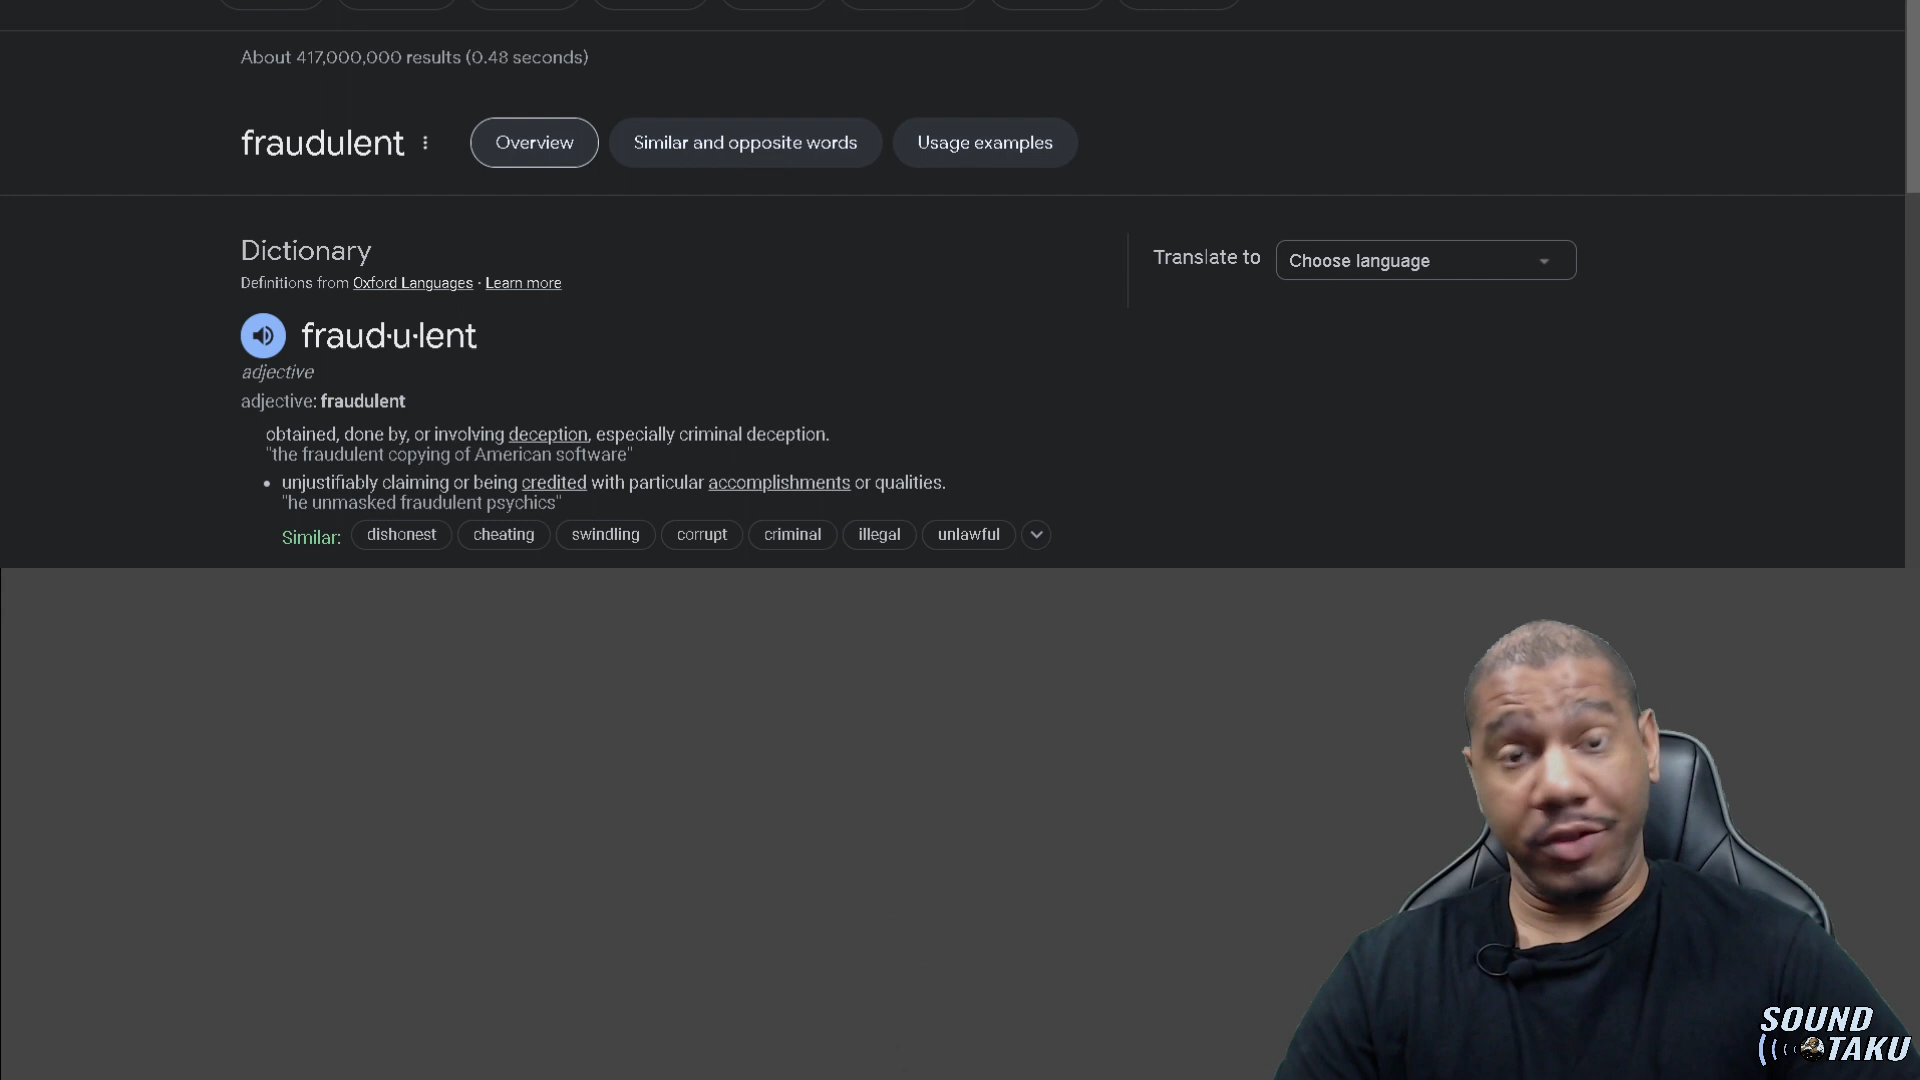 About 417,000,000 results (0.48 seconds)
fraudulent
Overview
Similar and opposite words
Usage examples
Dictionary
Definitions from Oxford Languages · Learn more
Translate to
Choose language
fraud·u·lent
adjective
adjective: fraudulent
obtained, done by, or involving deception, especially criminal deception.
"the fraudulent copying of American software"
• unjustifiably claiming or being credited with particular accomplishments or qualities.
"he unmasked fraudulent psychics"
Similar: dishonest cheating swindling corrupt criminal illegal unlawful
SOUND
OTAKU